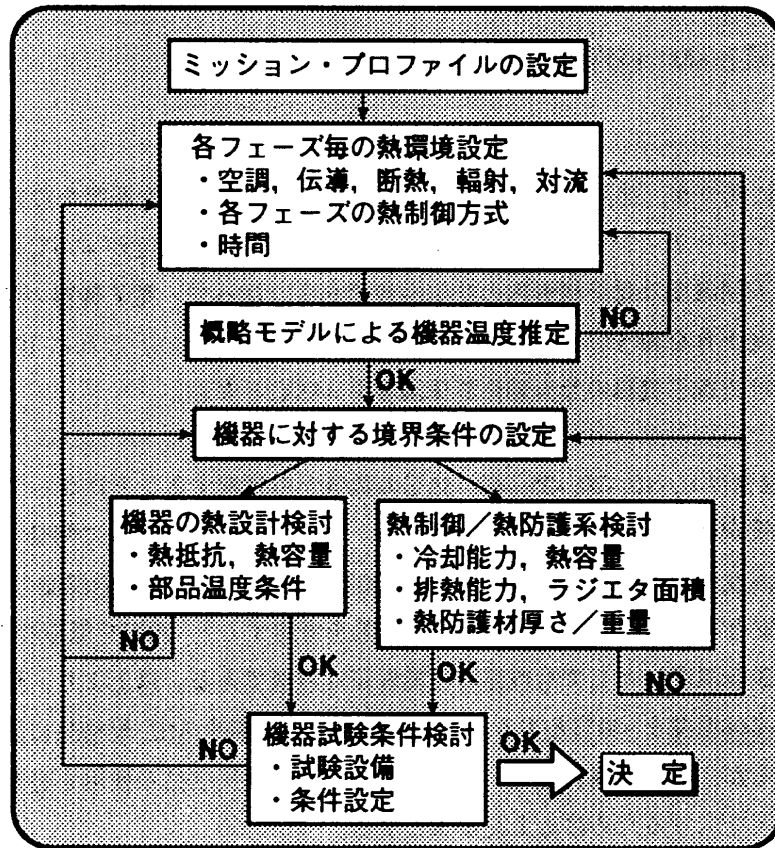 ミッション・プロファイルの設定
各フェーズ毎の熱環境設定
・空調，伝導，断熱，輻射，対流
・各フェーズの熱制御方式
・時間
概略モデルによる機器温度推定
NO
OK
機器に対する境界条件の設定
機器の熱設計検討
・熱抵抗，熱容量
・部品温度条件
熱制御／熱防護系検討
・冷却能力，熱容量
・排熱能力，ラジエタ面積
・熱防護材厚さ／重量
NO
OK
OK
NO
機器試験条件検討
・試験設備
・条件設定
NO
OK
決　定